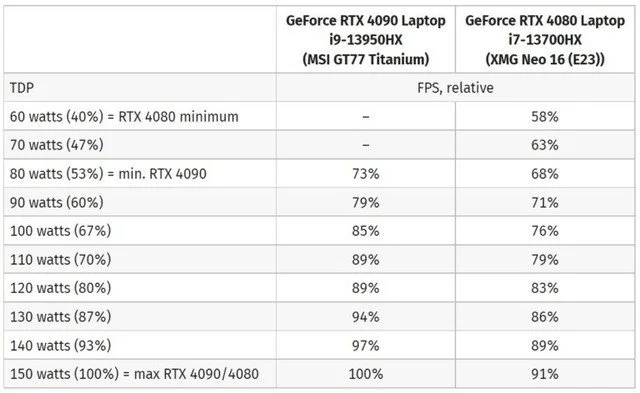 GeForce RTX 4090 Laptop
i9-13950HX
(MSI GT77 Titanium)
GeForce RTX 4080 Laptop
i7-13700HX
(XMG Neo 16 (E23))
TDP FPS, relative
60 watts (40%) = RTX 4080 minimum – 58%
70 watts (47%) – 63%
80 watts (53%) = min. RTX 4090 73% 68%
90 watts (60%) 79% 71%
100 watts (67%) 85% 76%
110 watts (70%) 89% 79%
120 watts (80%) 89% 83%
130 watts (87%) 94% 86%
140 watts (93%) 97% 89%
150 watts (100%) = max RTX 4090/4080 100% 91%